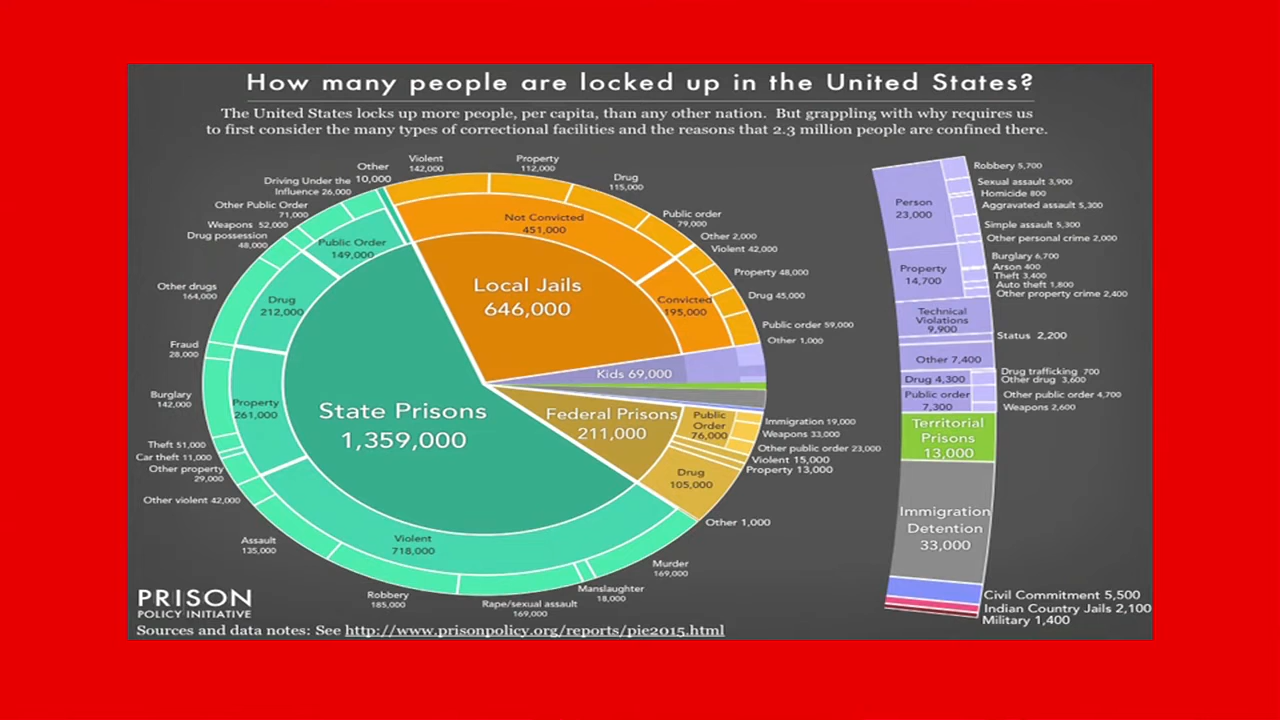 How many people are locked up in the United States?
The United States locks up more people, per capita, than any other nation. But grappling with why requires us
to first consider the many types of correctional facilities and the reasons that 2.3 million people are confined there.
Other
10,000
Driving Under the
Influence 26,000
Other Public Order
71,000
Weapons 52,000
Drug possession
48,000
Other drugs
164,000
Fraud
28,000
Burglary
142,000
Theft 51,000
Car theft 11,000
Other property
29,000
Other violent 42,000
Assault
135,000
Robbery
185,000
Rape/sexual assault
169,000
Manslaughter
18,000
Murder
169,000
Public Order
149,000
Drug
212,000
Property
261,000
Violent
718,000
State Prisons
1,359,000
Violent
142,000
Property
112,000
Drug
115,000
Public order
79,000
Other 2,000
Violent 42,000
Property 48,000
Drug 45,000
Public order 59,000
Other 1,000
Not Convicted
451,000
Convicted
195,000
Local Jails
646,000
Kids 69,000
Federal Prisons
211,000
Public
Order
76,000
Drug
105,000
Immigration 19,000
Weapons 33,000
Other public order 23,000
Violent 15,000
Property 13,000
Other 1,000
Person
23,000
Robbery 5,700
Sexual assault 3,900
Homicide 800
Aggravated assault 5,300
Simple assault 5,300
Other personal crime 2,000
Property
14,700
Burglary 6,700
Arson 400
Theft 3,400
Auto theft 1,800
Other property crime 2,400
Technical
Violations
9,900
Status 2,200
Other 7,400
Drug 4,300
Drug trafficking 700
Other drug 3,600
Public order
7,300
Other public order 4,700
Weapons 2,600
Territorial
Prisons
13,000
Immigration
Detention
33,000
Civil Commitment 5,500
Indian Country Jails 2,100
Military 1,400
PRISON
POLICY INITIATIVE
Sources and data notes: See http://www.prisonpolicy.org/reports/pie2015.html